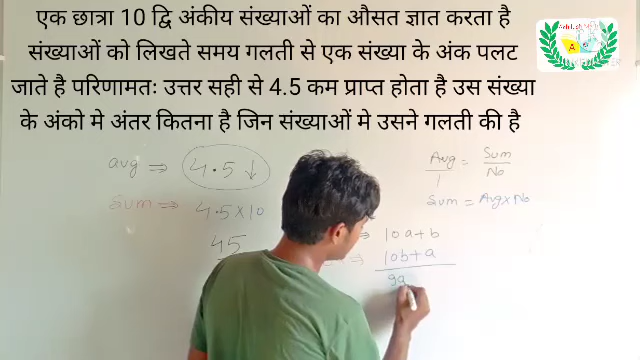 एक छात्रा 10 द्वि अंकीय संख्याओं का औसत ज्ञात करता है
संख्याओं को लिखते समय गलती से एक संख्या के अंक पलट
जाते है परिणामतः उत्तर सही से 4.5 कम प्राप्त होता है उस संख्या
के अंको मे अंतर कितना है जिन संख्याओं मे उसने गलती की है
avg ⇒ 4.5 ↓
Sum ⇒ 4.5 × 10
45
Avg = Sum
1 No
Sum = Avg × No
⇒ 10a + b
⇒ 10b + a
9a